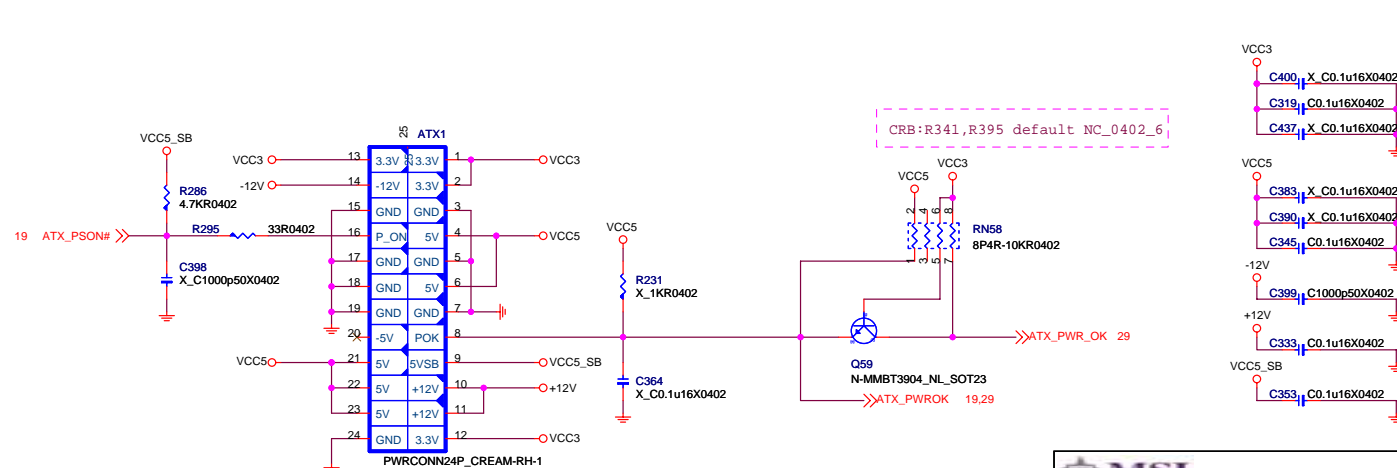 VCC3
C400 X_C0.1u16X0402
C319 C0.1u16X0402
C437 X_C0.1u16X0402
CRB:R341,R395 default NC_0402_6
VCC5_SB
R286
4.7KR0402
19 ATX_PSON#
R295 33R0402
C398
X_C1000p50X0402
25 ATX1
VCC3 13 3.3V 3.3V 1 VCC3
-12V 14 -12V 3.3V 2
15 GND GND 3
16 P_ON 5V 4 VCC5
17 GND GND 5
18 GND 5V 6
19 GND GND 7
20 -5V POK 8
VCC5 21 5V 5VSB 9 VCC5_SB
22 5V +12V 10 +12V
23 5V +12V 11
24 GND 3.3V 12 VCC3
PWRCONN24P_CREAM-RH-1
VCC5
R231
X_1KR0402
C364
X_C0.1u16X0402
VCC5 VCC3
2 4 6 8
RN58
8P4R-10KR0402
1 3 5 7
Q59
N-MMBT3904_NL_SOT23
ATX_PWR_OK 29
ATX_PWROK 19,29
VCC5
C383 X_C0.1u16X0402
C390 X_C0.1u16X0402
C345 C0.1u16X0402
-12V
C399 C1000p50X0402
+12V
C333 C0.1u16X0402
VCC5_SB
C353 C0.1u16X0402
MSI